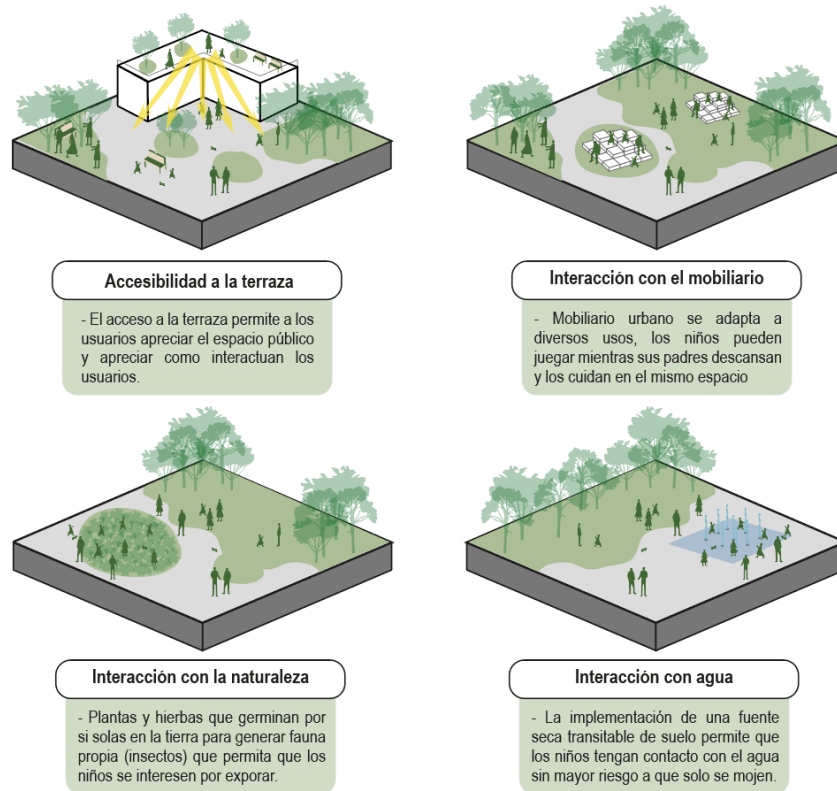 Accesibilidad a la terraza
- El acceso a la terraza permite a los
usuarios apreciar el espacio público
y apreciar como interactuan los
usuarios.
Interacción con el mobiliario
- Mobiliario urbano se adapta a
diversos usos, los niños pueden
juegar mientras sus padres descansan
y los cuidan en el mismo espacio
Interacción con la naturaleza
- Plantas y hierbas que germinan por
si solas en la tierra para generar fauna
propia (insectos) que permita que los
niños se interesen por exporar.
Interacción con agua
- La implementación de una fuente
seca transitable de suelo permite que
los niños tengan contacto con el agua
sin mayor riesgo a que solo se mojen.